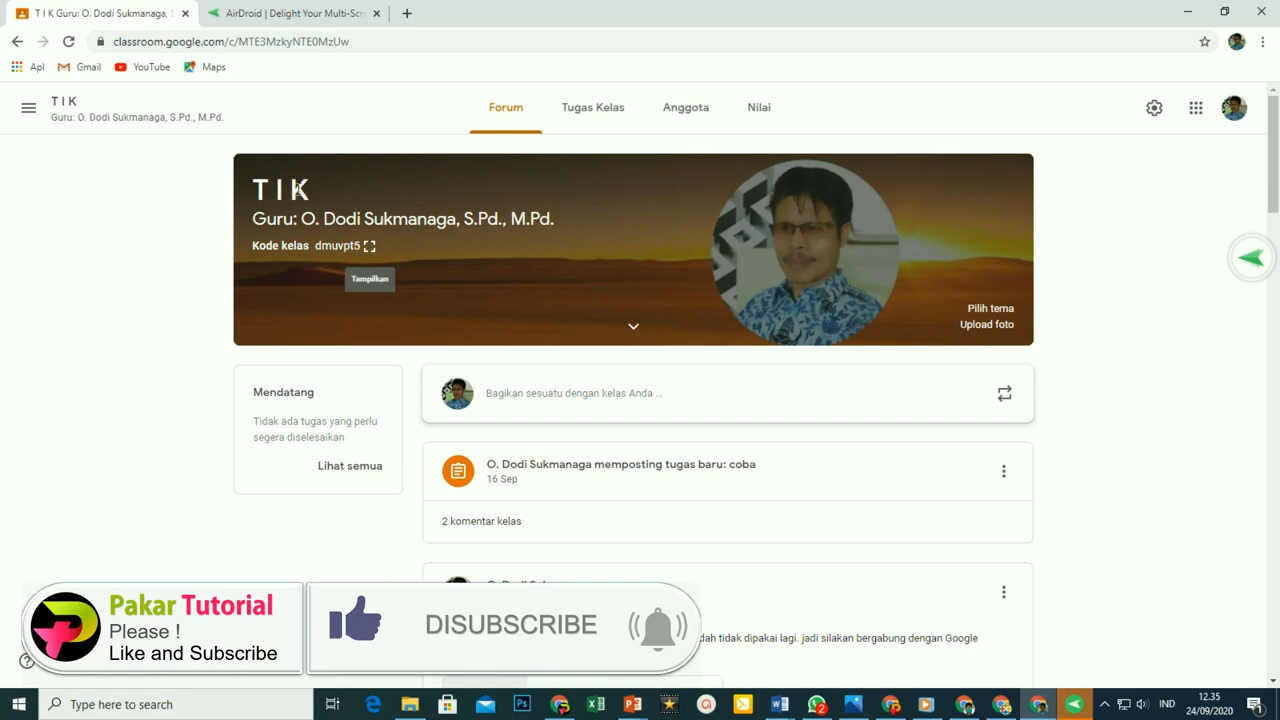 T I K Guru: O. Dodi Sukmanaga, S.
AirDroid | Delight Your Multi-Scr
classroom.google.com/c/MTE3MzkyNTE0MzUw
Apl
Gmail
YouTube
Maps
T I K
Guru: O. Dodi Sukmanaga, S.Pd., M.Pd.
Forum
Tugas Kelas
Anggota
Nilai
T I K
Guru: O. Dodi Sukmanaga, S.Pd., M.Pd.
Kode kelas dmuvpt5
Tampilkan
Pilih tema
Upload foto
Mendatang
Tidak ada tugas yang perlu
segera diselesaikan
Lihat semua
Bagikan sesuatu dengan kelas Anda ...
O. Dodi Sukmanaga memposting tugas baru: coba
16 Sep
2 komentar kelas
dah tidak dipakai lagi. jadi silakan bergabung dengan Google
Pakar Tutorial
Please !
Like and Subscribe
DISUBSCRIBE
Type here to search
IND
12.35
24/09/2020